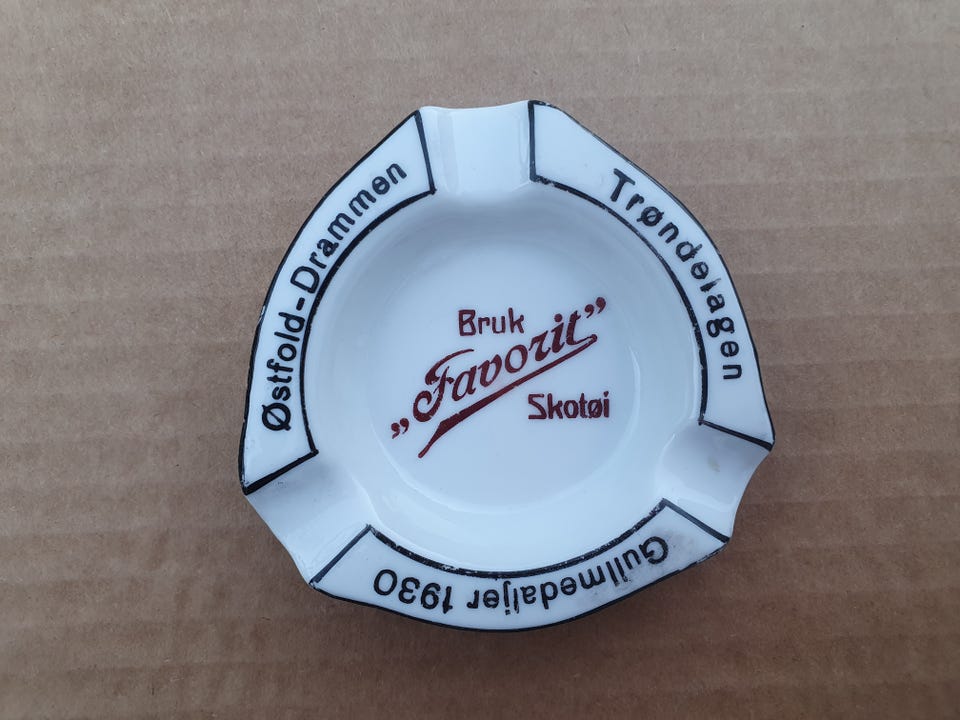 Østfold-Drammen
Trøndelagen
Gullmedaljer 1930
Bruk
„Favorit”
Skotøi